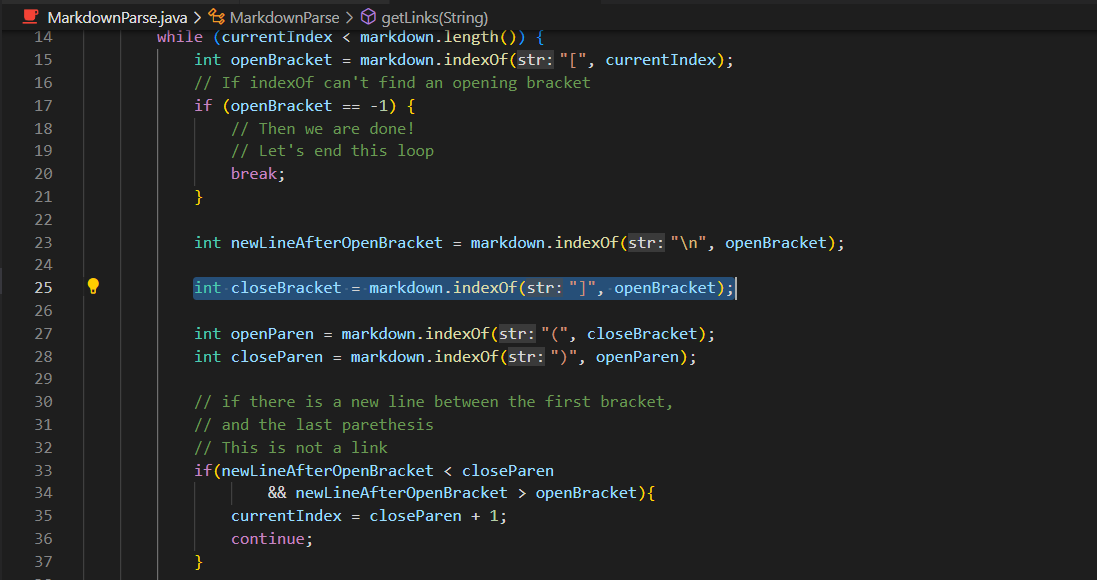 MarkdownParse.java > MarkdownParse > getLinks(String)
14 while (currentIndex < markdown.length()) {
15 int openBracket = markdown.indexOf(str: "[", currentIndex);
16 // If indexOf can't find an opening bracket
17 if (openBracket == -1) {
18 // Then we are done!
19 // Let's end this loop
20 break;
21 }
22
23 int newLineAfterOpenBracket = markdown.indexOf(str: "\n", openBracket);
24
25 int closeBracket = markdown.indexOf(str: "]", openBracket);
26
27 int openParen = markdown.indexOf(str: "(", closeBracket);
28 int closeParen = markdown.indexOf(str: ")", openParen);
29
30 // if there is a new line between the first bracket,
31 // and the last parethesis
32 // This is not a link
33 if(newLineAfterOpenBracket < closeParen
34 && newLineAfterOpenBracket > openBracket){
35 currentIndex = closeParen + 1;
36 continue;
37 }